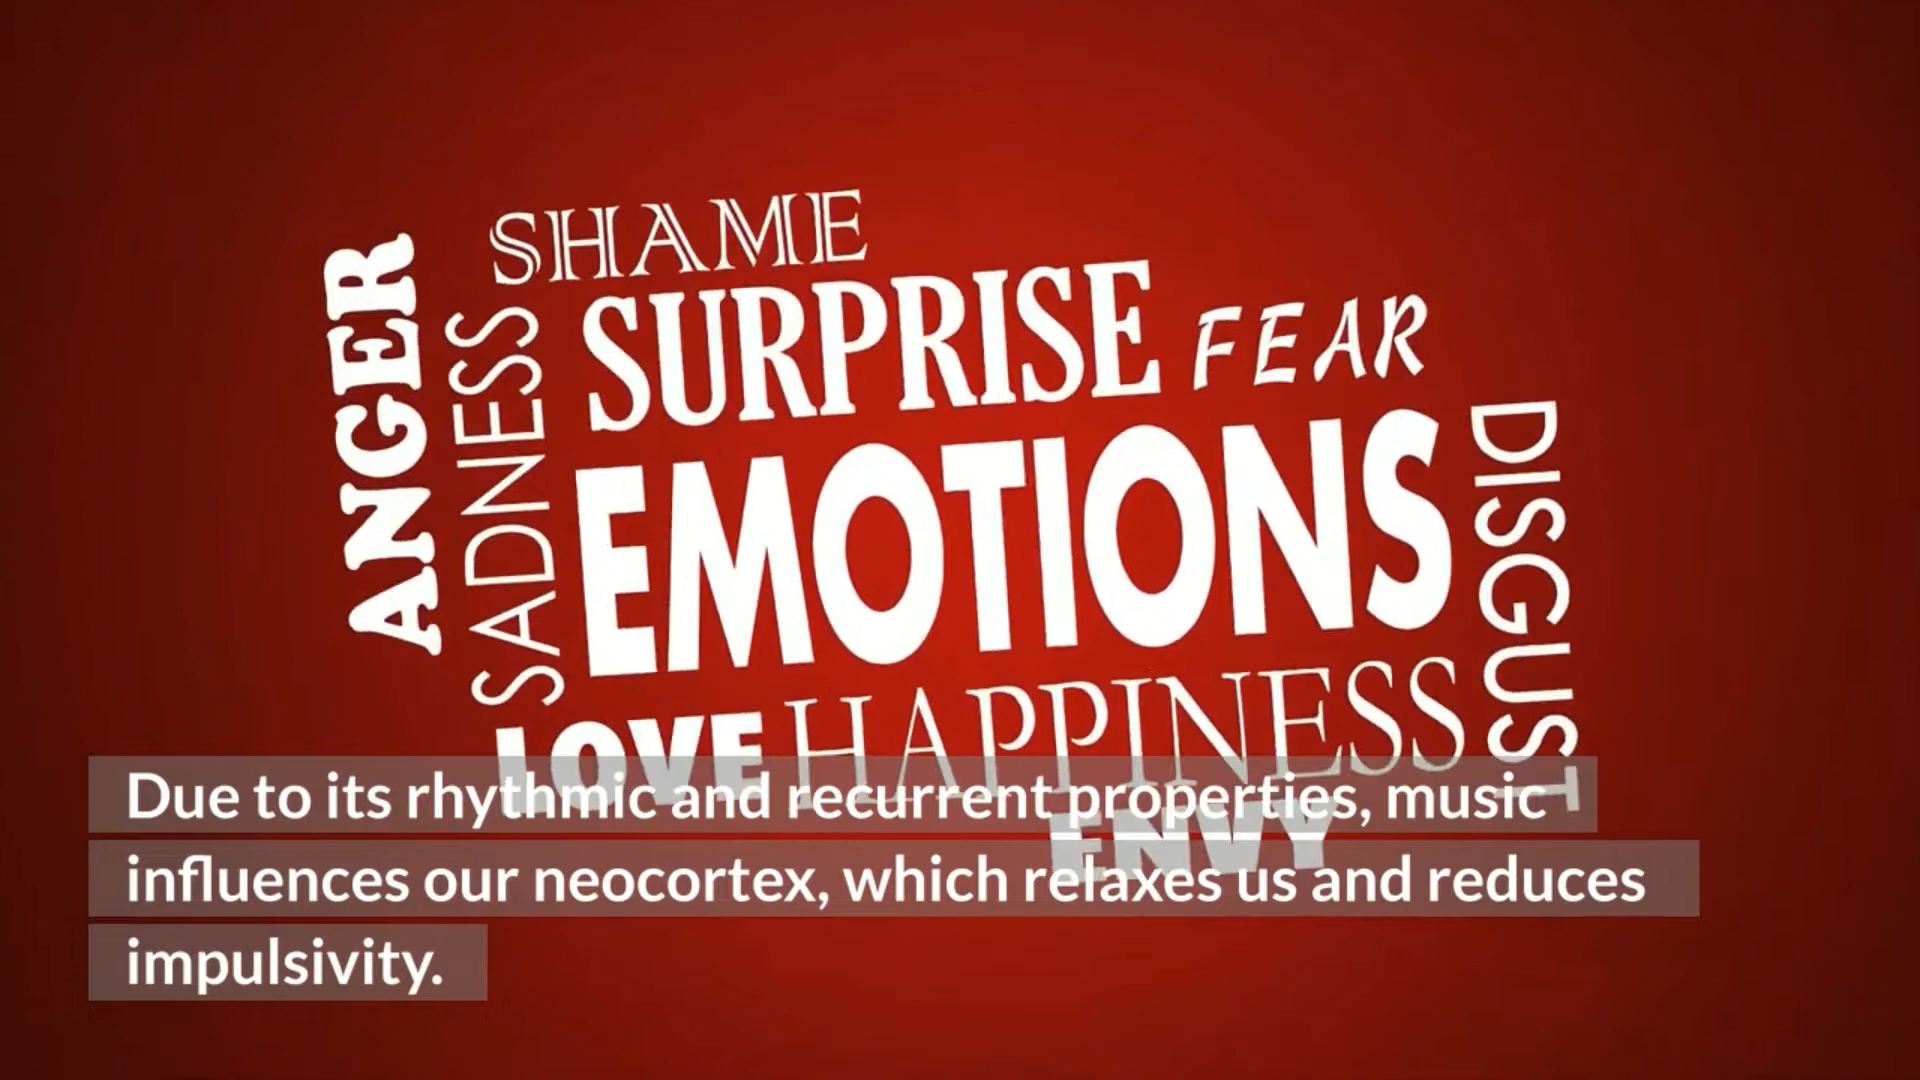 SHAME
ANGER
SADNESS
SURPRISE
FEAR
EMOTIONS
DISGUST
LOVE
HAPPINESS
ENVY
Due to its rhythmic and recurrent properties, music
influences our neocortex, which relaxes us and reduces
impulsivity.